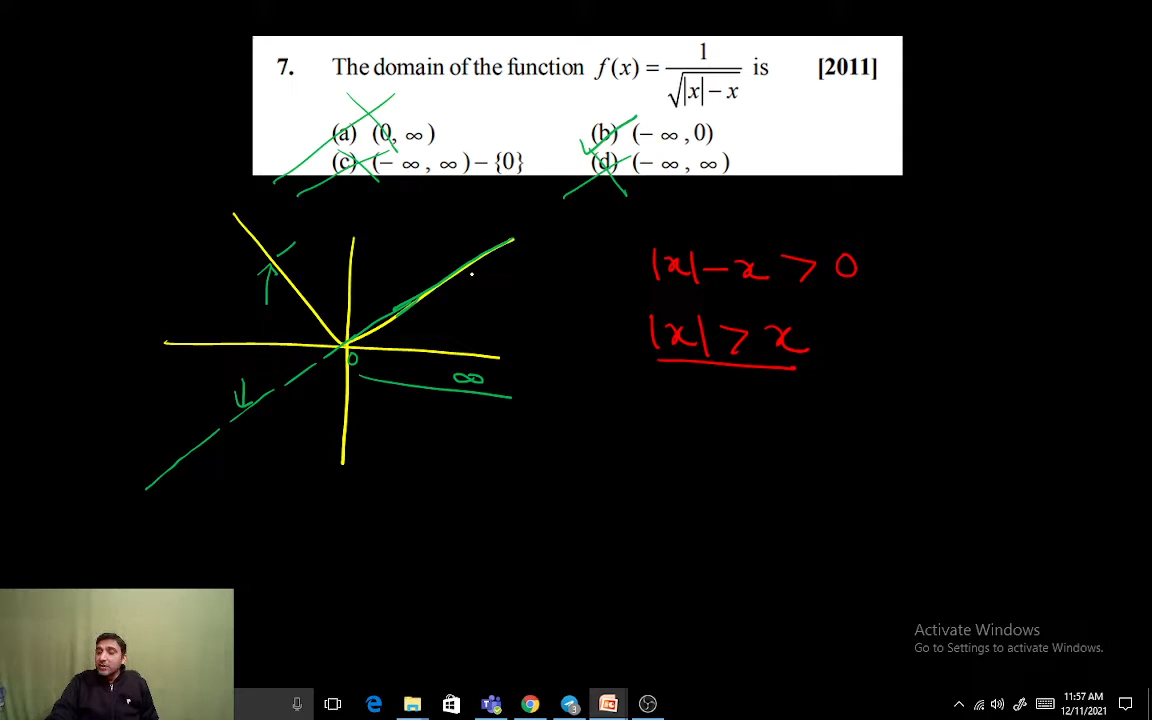 7. The domain of the function f(x) = 1/√|x| – x is [2011]
(a) (0, ∞ ) (b) (– ∞ , 0)
(c) (– ∞ , ∞ ) – {0} (d) (– ∞ , ∞ )
|x| – x > 0
|x| > x
0
∞
Activate Windows
Go to Settings to activate Windows.
11:57 AM
12/11/2021